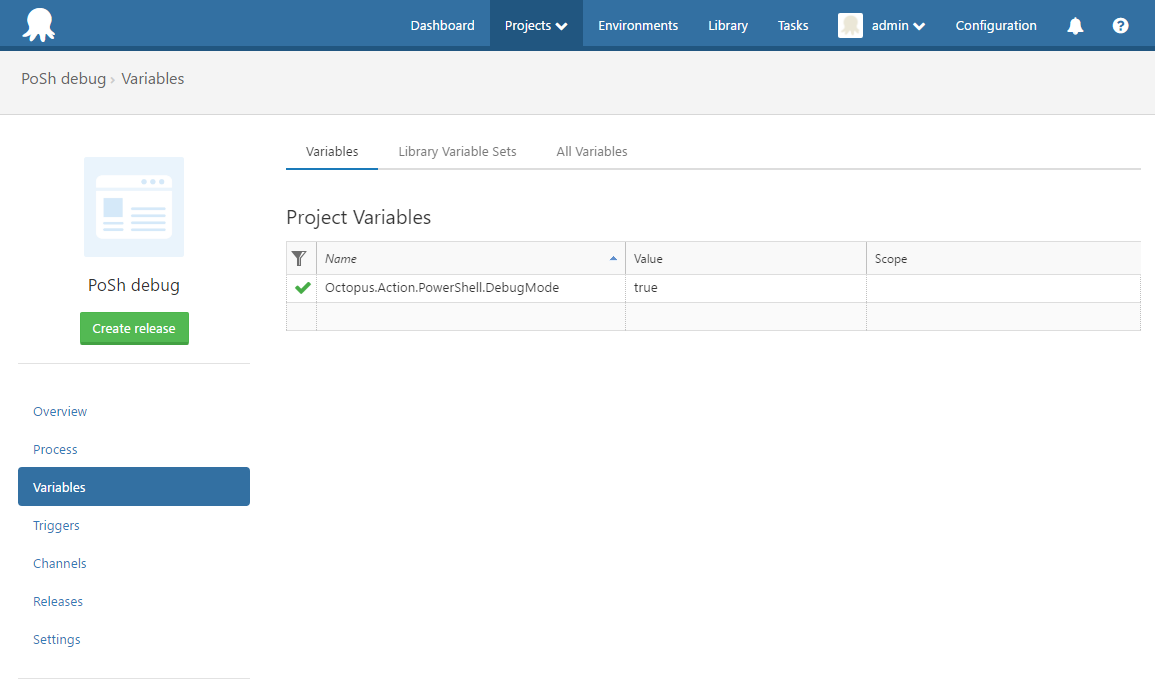 Dashboard Projects Environments Library Tasks admin Configuration
PoSh debug › Variables
PoSh debug
Create release
Overview
Process
Variables
Triggers
Channels
Releases
Settings
Variables Library Variable Sets All Variables
Project Variables
Name Value Scope
Octopus.Action.PowerShell.DebugMode true